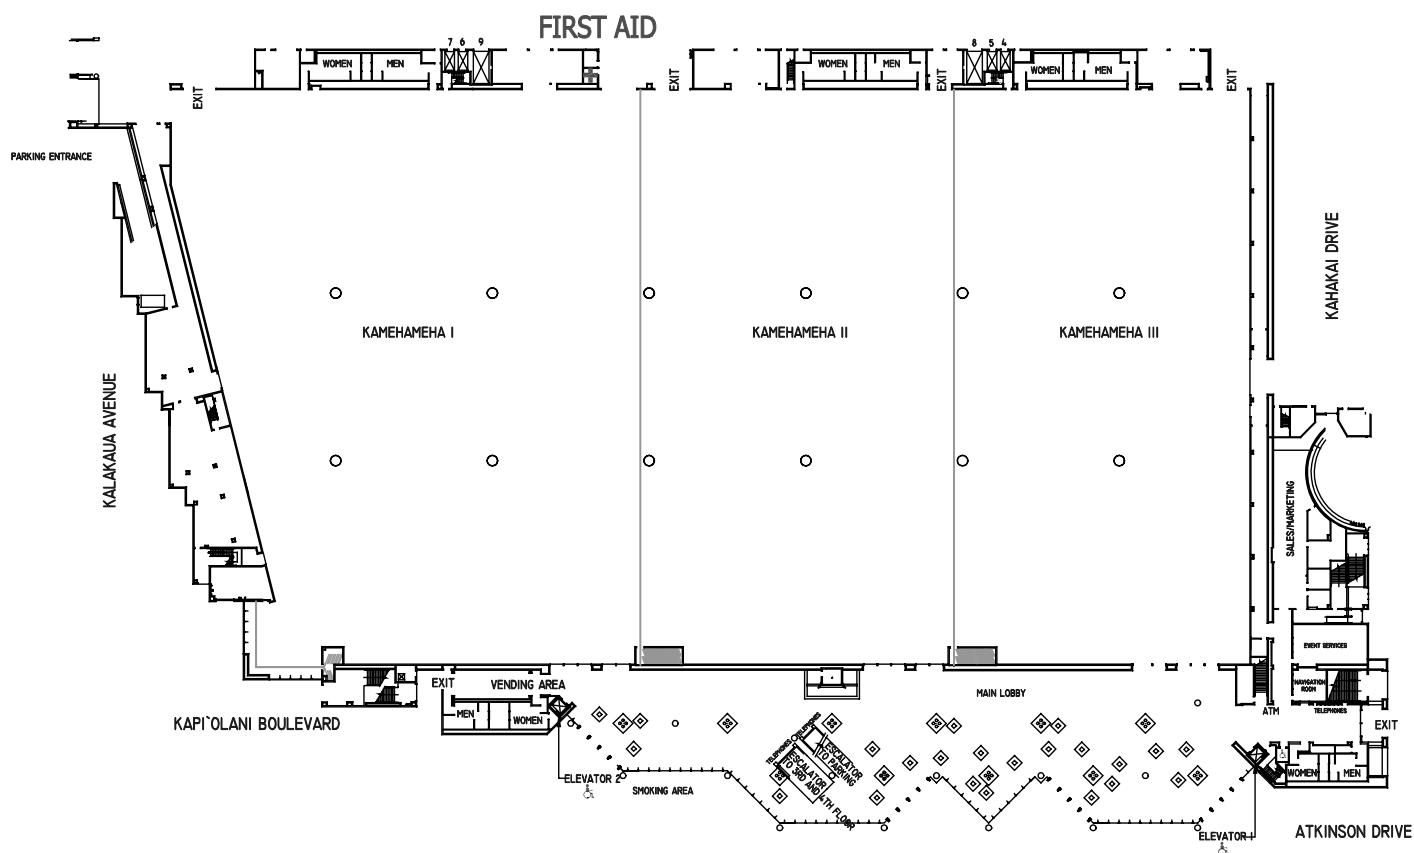 FIRST AID
7 6 9
8 5 4
WOMEN
MEN
WOMEN
MEN
WOMEN
MEN
EXIT
EXIT
EXIT
EXIT
PARKING ENTRANCE
KAHAKAI DRIVE
KAMEHAMEHA I
KAMEHAMEHA II
KAMEHAMEHA III
KALAKAUA AVENUE
SALES/MARKETING
EVENT SERVICES
EXIT
VENDING AREA
MAIN LOBBY
NAVIGATION
ROOM
TELEPHONES
ATM
KAPI`OLANI BOULEVARD
MEN
WOMEN
EXIT
TELEPHONES
TELEPHONES
ESCALATOR
TO PARKING
ESCALATOR
TO 3RD AND 4TH FLOOR
ELEVATOR 2
SMOKING AREA
WOMEN
MEN
ELEVATOR 1
ATKINSON DRIVE